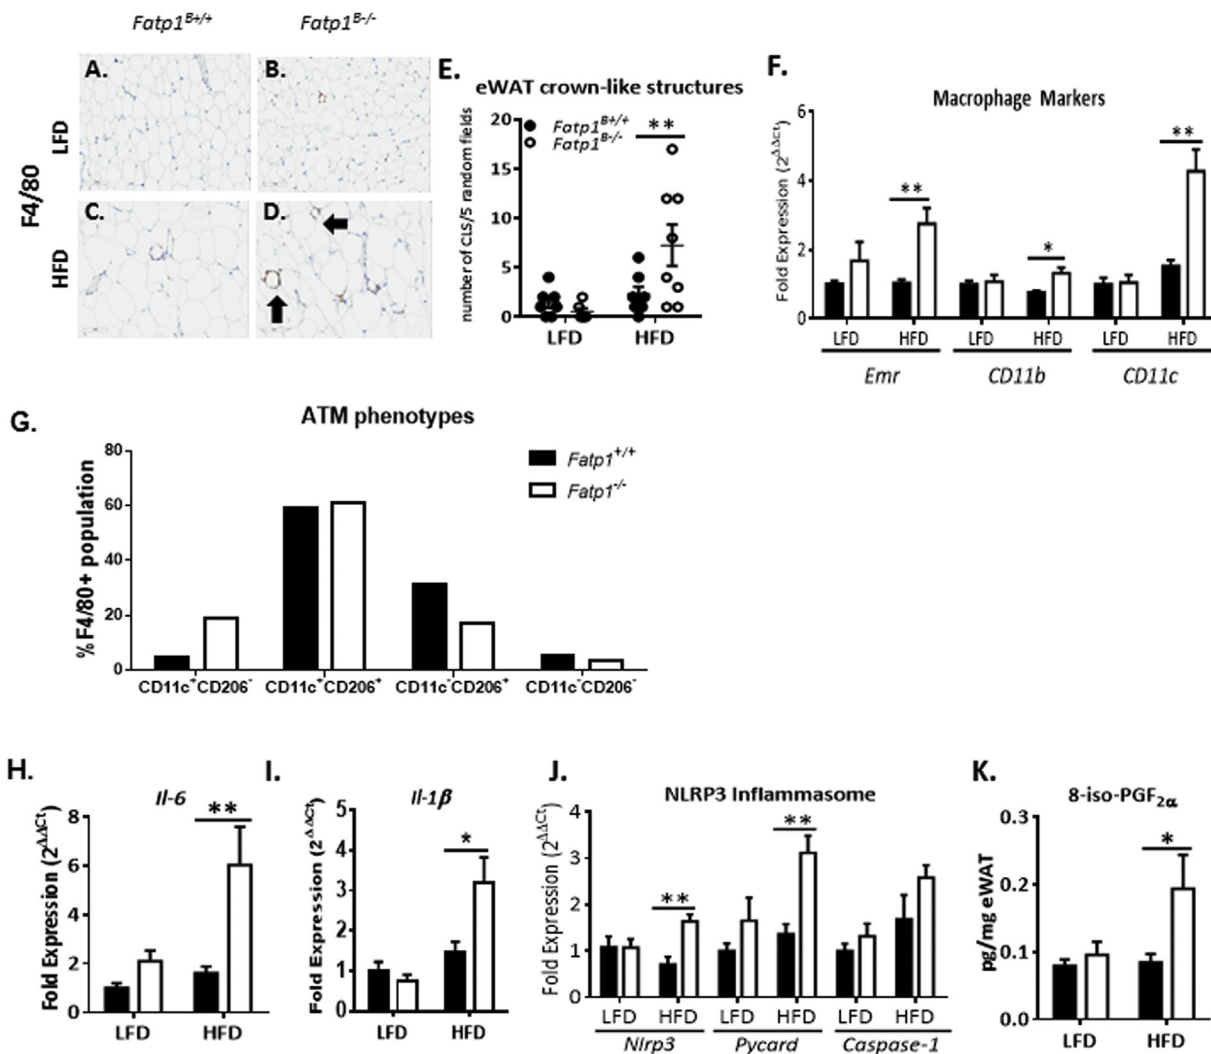 Fatp1B+/+ Fatp1B-/-
F4/80
LFD
HFD
A.
B.
C.
D.
E.
eWAT crown-like structures
number of CLS/5 random fields
20
15
10
5
0
Fatp1B+/+
Fatp1B-/-
**
LFD HFD
F.
Macrophage Markers
Fold Expression (2ΔΔCt)
6
4
2
0
** * **
LFD HFD LFD HFD LFD HFD
Emr CD11b CD11c
G.
ATM phenotypes
% F4/80+ population
80
60
40
20
0
Fatp1+/+
Fatp1-/-
CD11c+CD206- CD11c+CD206+ CD11c-CD206+ CD11c-CD206-
H.
Il-6
Fold Expression (2ΔΔCt)
8
6
4
2
0
**
LFD HFD
I.
Il-1β
Fold Expression (2ΔΔCt)
5
4
3
2
1
0
*
LFD HFD
J.
NLRP3 Inflammasome
Fold Expression (2ΔΔCt)
4
3
2
1
0
** **
LFD HFD LFD HFD LFD HFD
Nlrp3 Pycard Caspase-1
K.
8-iso-PGF2α
pg/mg eWAT
0.3
0.2
0.1
0.0
*
LFD HFD